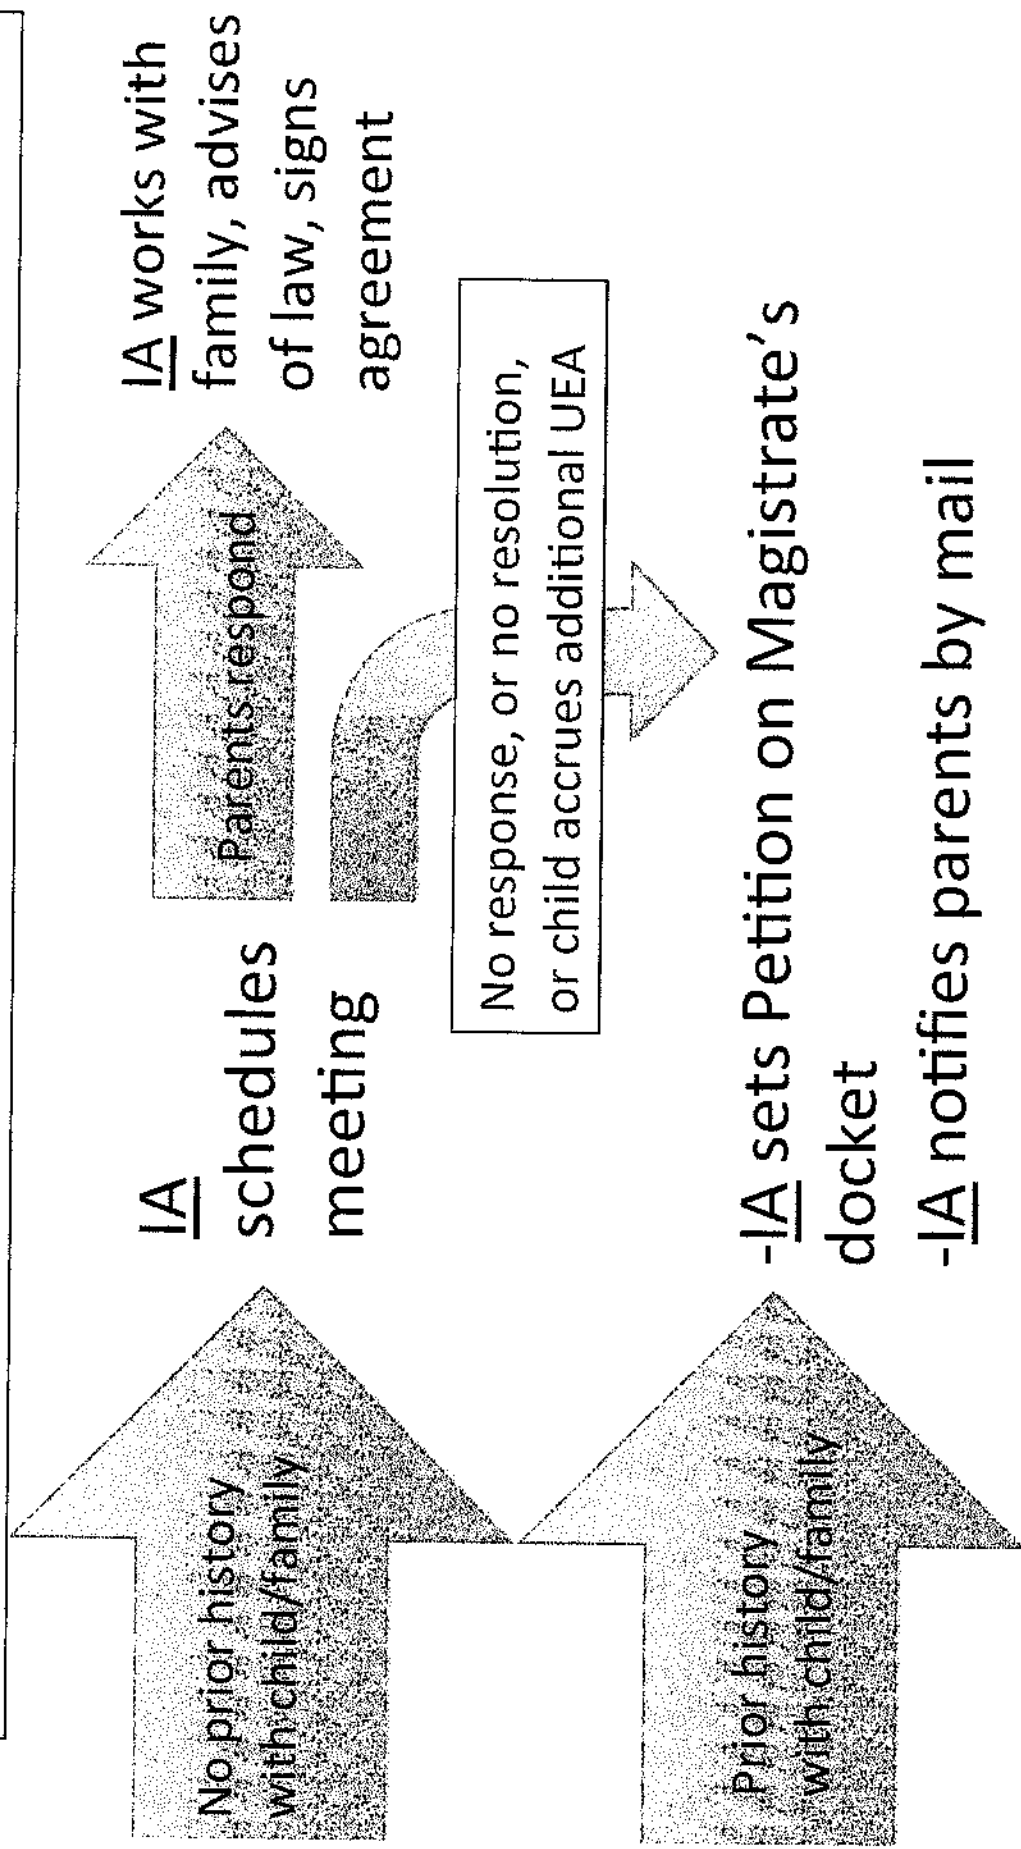 No prior history
with child/family
IA
schedules
meeting
Parents respond
IA works with
family, advises
of law, signs
agreement
No response, or no resolution,
or child accrues additional UEA
Prior history
with child/family
-IA sets Petition on Magistrate's
docket
-IA notifies parents by mail